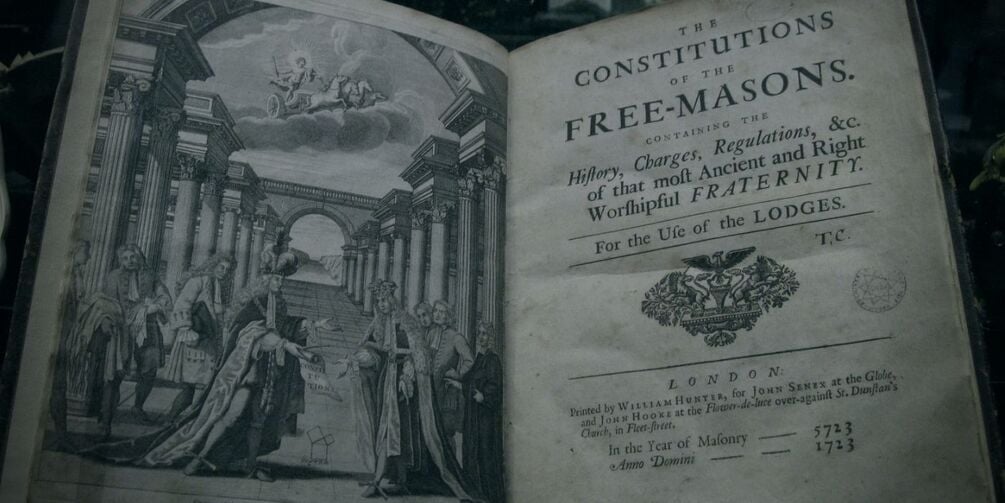 CONSTI
TU
TIONS
THE
CONSTITUTIONS
OF THE
FREE-MASONS.
CONTAINING THE
Hiſtory, Charges, Regulations, &c.
of that moſt Ancient and Right
Worſhipful FRATERNITY.
For the Uſe of the LODGES.
T.C.
LONDON:
Printed by WILLIAM HUNTER, for JOHN SENEX at the Globe,
and JOHN HOOKE at the Flower-de-luce over-againſt St. Dunſtan's
Church, in Fleet-ſtreet.
In the Year of Maſonry —— 5723
Anno Domini —— —— 1723